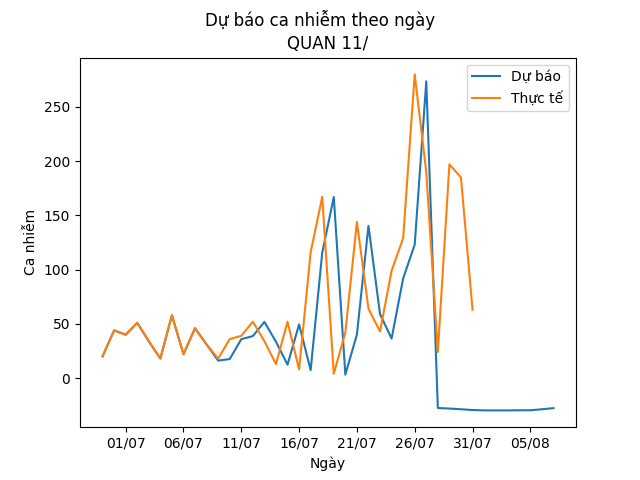 Dự báo ca nhiễm theo ngày
QUAN 11/
Dự báo
Thực tế
Ca nhiễm
250
200
150
100
50
0
01/07 06/07 11/07 16/07 21/07 26/07 31/07 05/08
Ngày